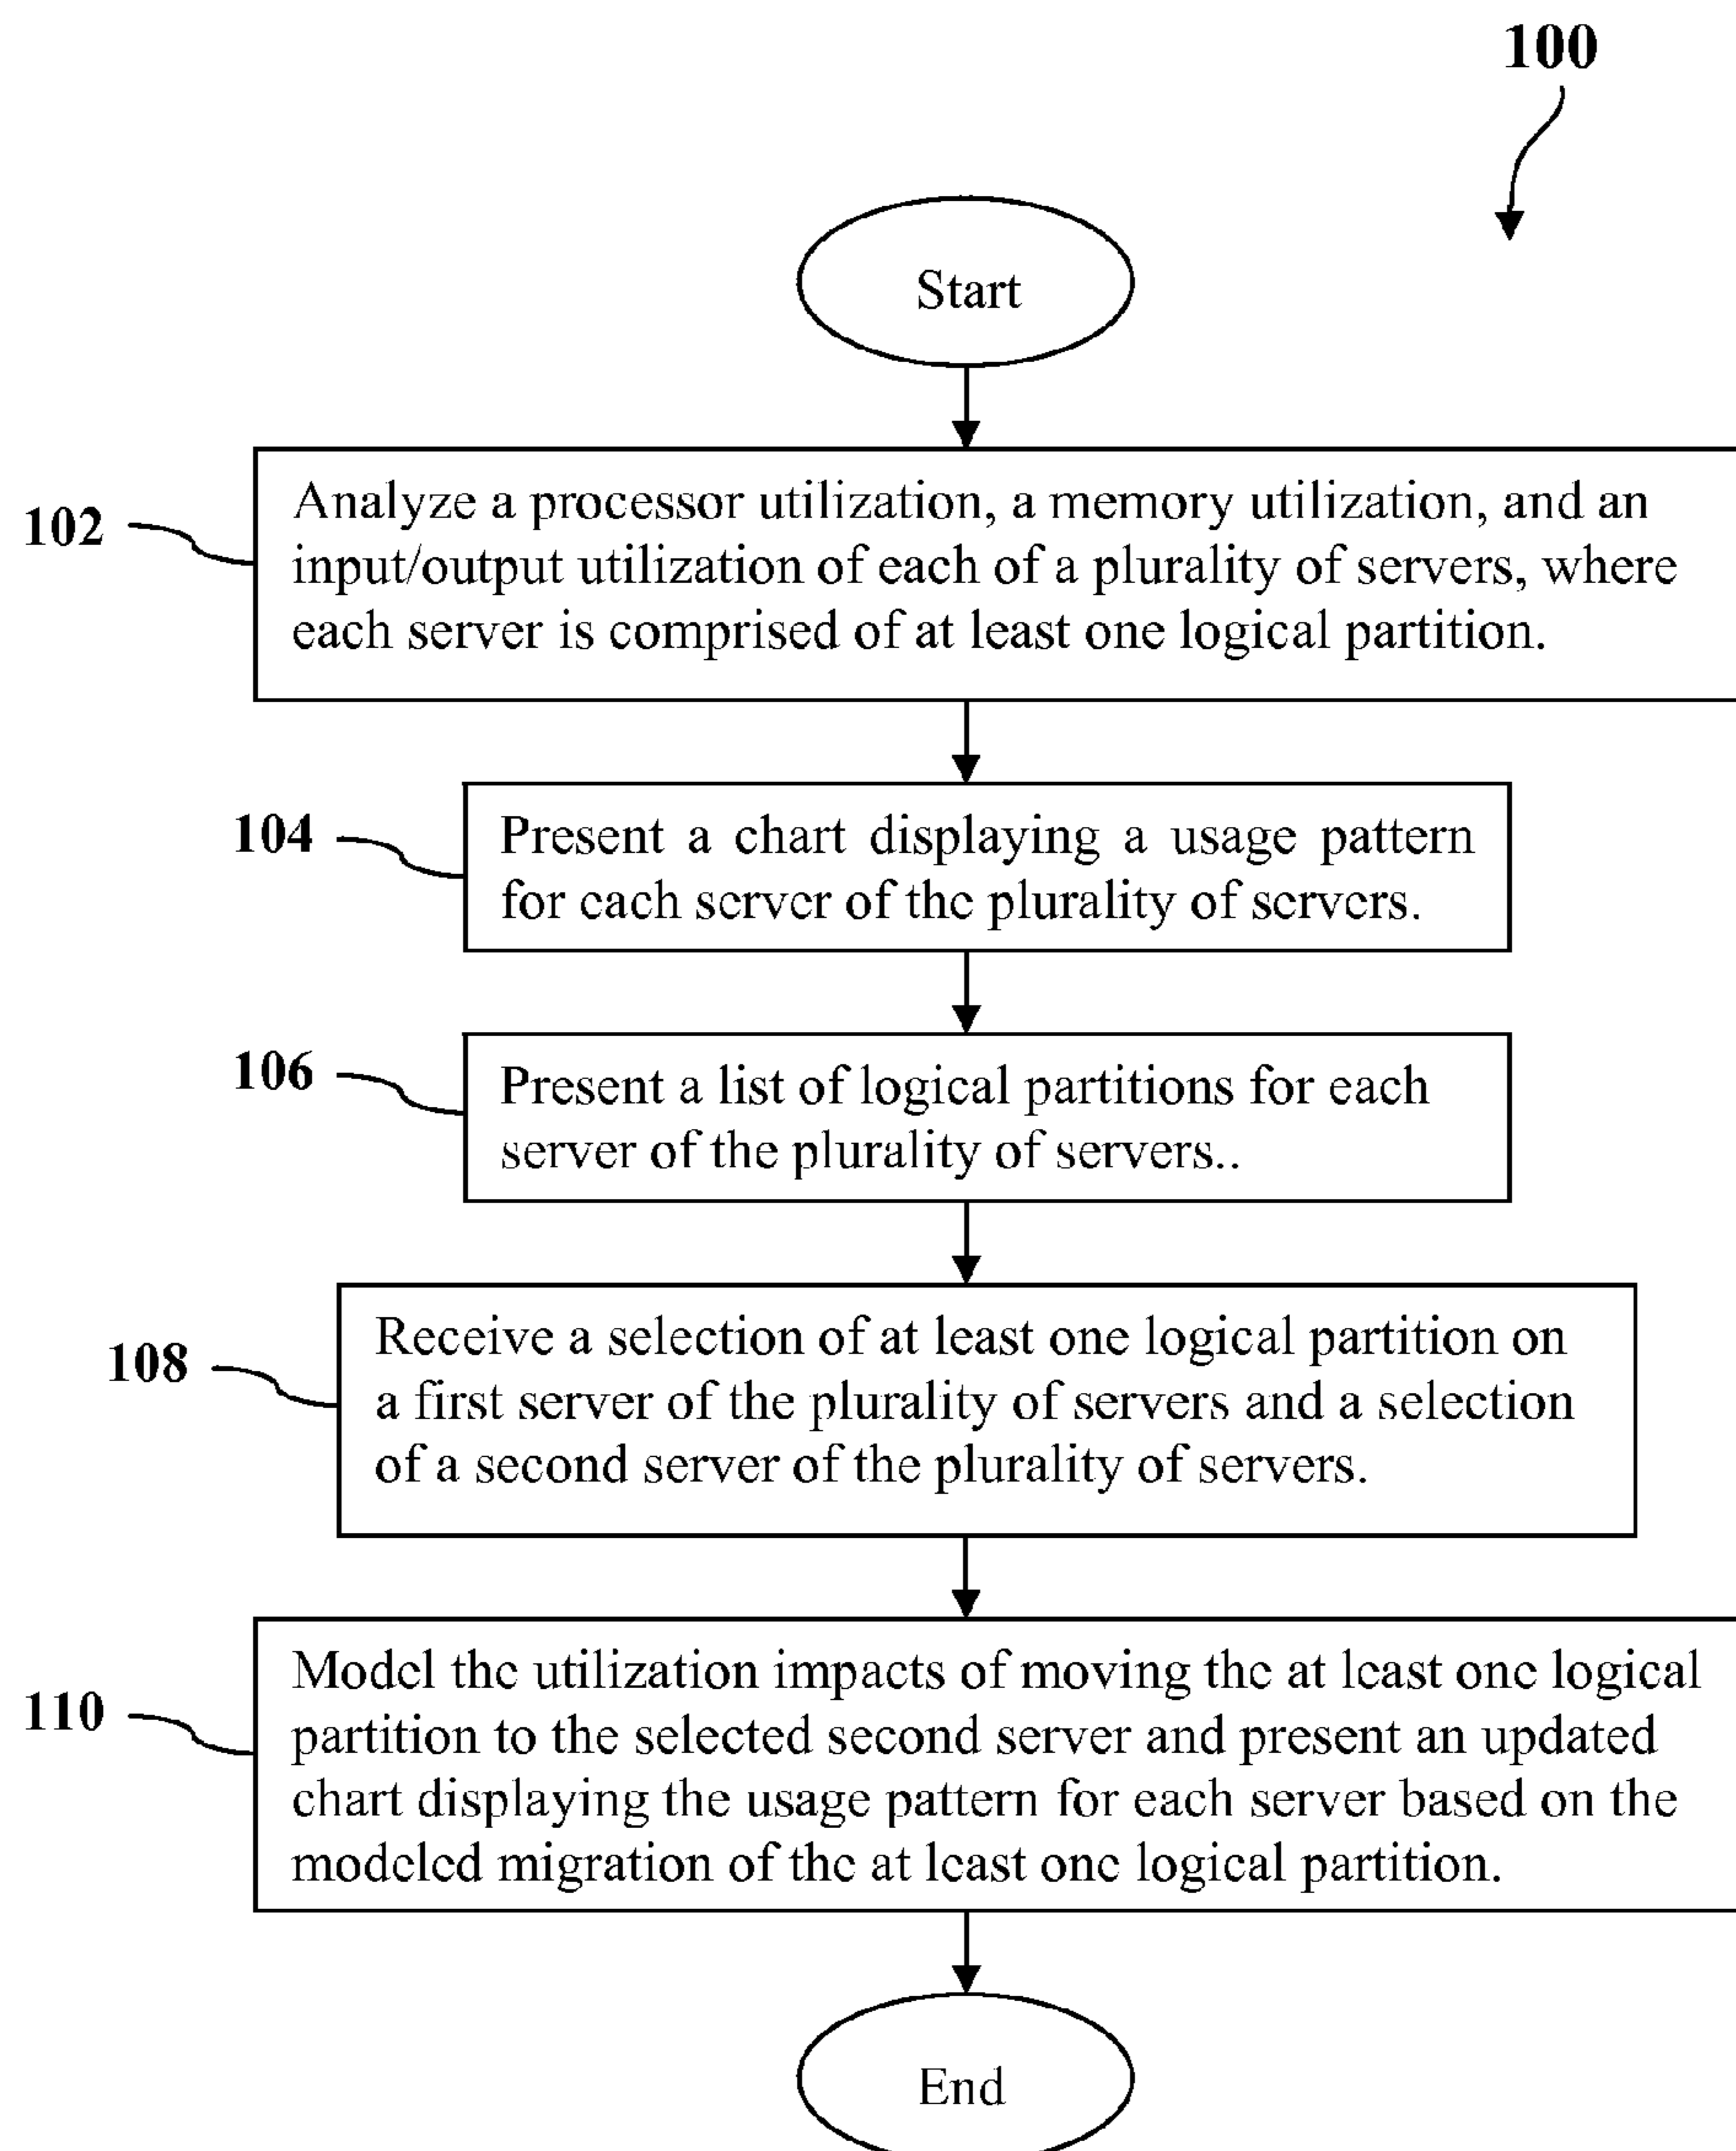 100
Start
102
Analyze a processor utilization, a memory utilization, and an
input/output utilization of each of a plurality of servers, where
each server is comprised of at least one logical partition.
104
Present a chart displaying a usage pattern
for each server of the plurality of servers.
106
Present a list of logical partitions for each
server of the plurality of servers..
108
Receive a selection of at least one logical partition on
a first server of the plurality of servers and a selection
of a second server of the plurality of servers.
110
Model the utilization impacts of moving the at least one logical
partition to the selected second server and present an updated
chart displaying the usage pattern for each server based on the
modeled migration of the at least one logical partition.
End